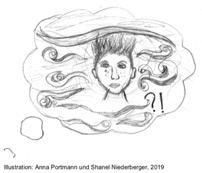 ?!
Illustration: Anna Portmann und Shanel Niederberger, 2019